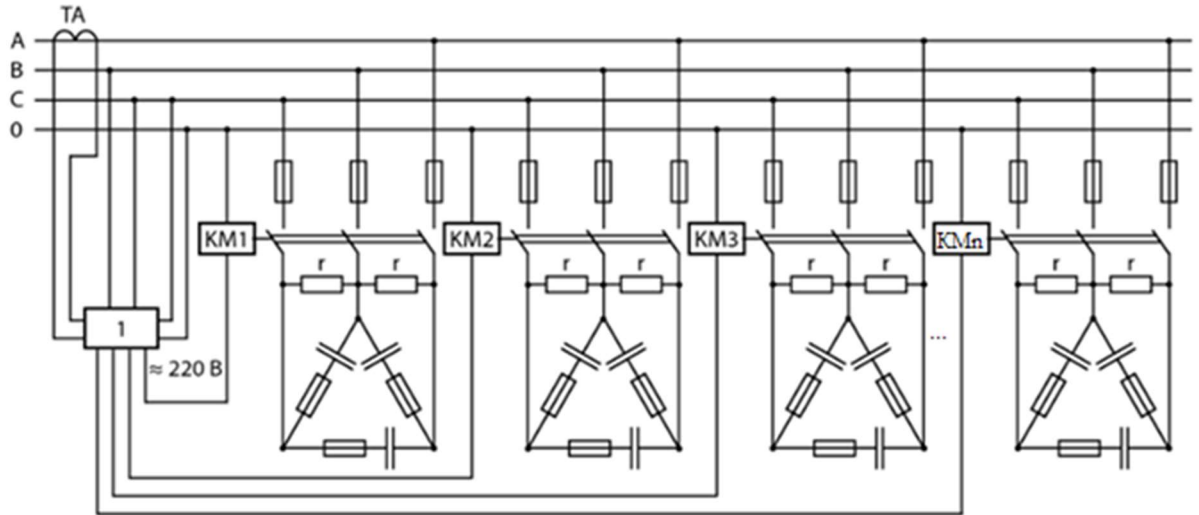 TA
A
B
C
0
KM1
KM2
KM3
KMn
r r r r r r r r
1
≈ 220 В
...